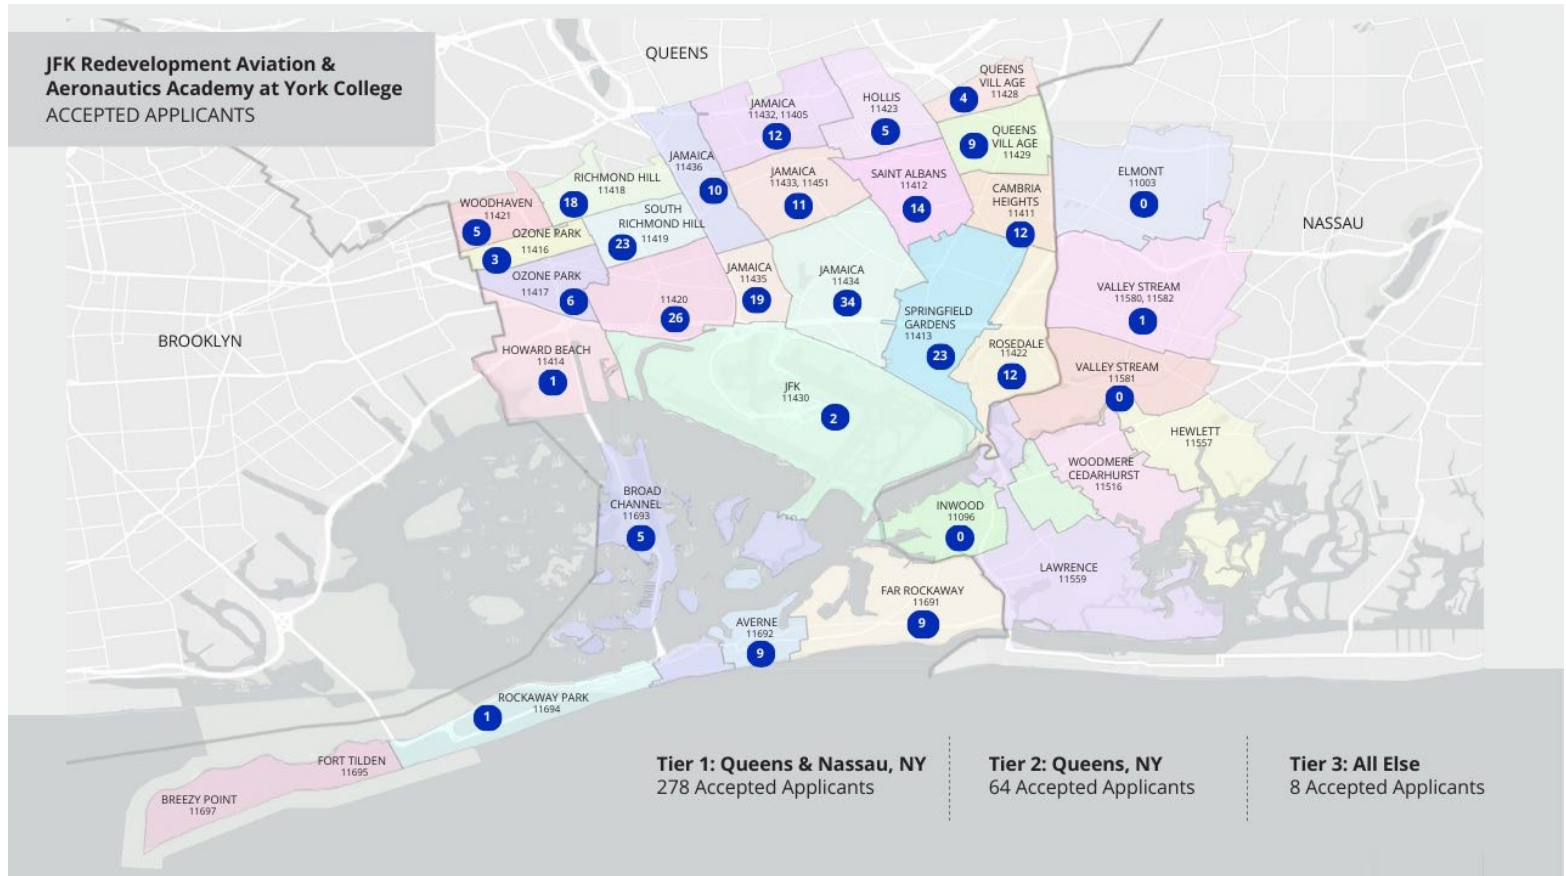 JFK Redevelopment Aviation &
Aeronautics Academy at York College
ACCEPTED APPLICANTS
QUEENS
QUEENS
VILL AGE
11428
4
HOLLIS
11423
5
JAMAICA
11432, 11405
12
QUEENS
VILL AGE
11429
9
JAMAICA
11436
10
RICHMOND HILL
11418
18
JAMAICA
11433, 11451
11
SAINT ALBANS
11412
14
CAMBRIA
HEIGHTS
11411
12
ELMONT
11003
0
NASSAU
WOODHAVEN
11421
5
SOUTH
RICHMOND HILL
11419
23
OZONE PARK
11416
3
OZONE PARK
11417
6
11420
26
JAMAICA
11435
19
JAMAICA
11434
34
SPRINGFIELD
GARDENS
11413
23
ROSEDALE
11422
12
VALLEY STREAM
11580, 11582
1
VALLEY STREAM
11581
0
BROOKLYN
HOWARD BEACH
11414
1
JFK
11430
2
HEWLETT
11557
WOODMERE
CEDARHURST
11516
BROAD
CHANNEL
11693
5
INWOOD
11096
0
LAWRENCE
11559
FAR ROCKAWAY
11691
9
AVERNE
11692
9
ROCKAWAY PARK
11694
1
FORT TILDEN
11695
BREEZY POINT
11697
Tier 1: Queens & Nassau, NY
278 Accepted Applicants
Tier 2: Queens, NY
64 Accepted Applicants
Tier 3: All Else
8 Accepted Applicants